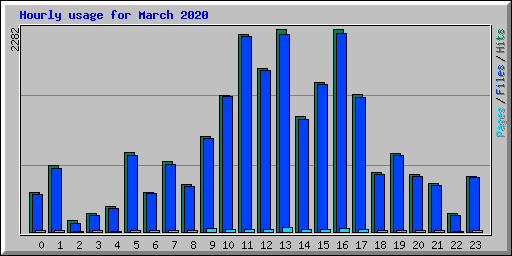 Hourly usage for March 2020
2282
Pages/Files/Hits
0 1 2 3 4 5 6 7 8 9 10 11 12 13 14 15 16 17 18 19 20 21 22 23